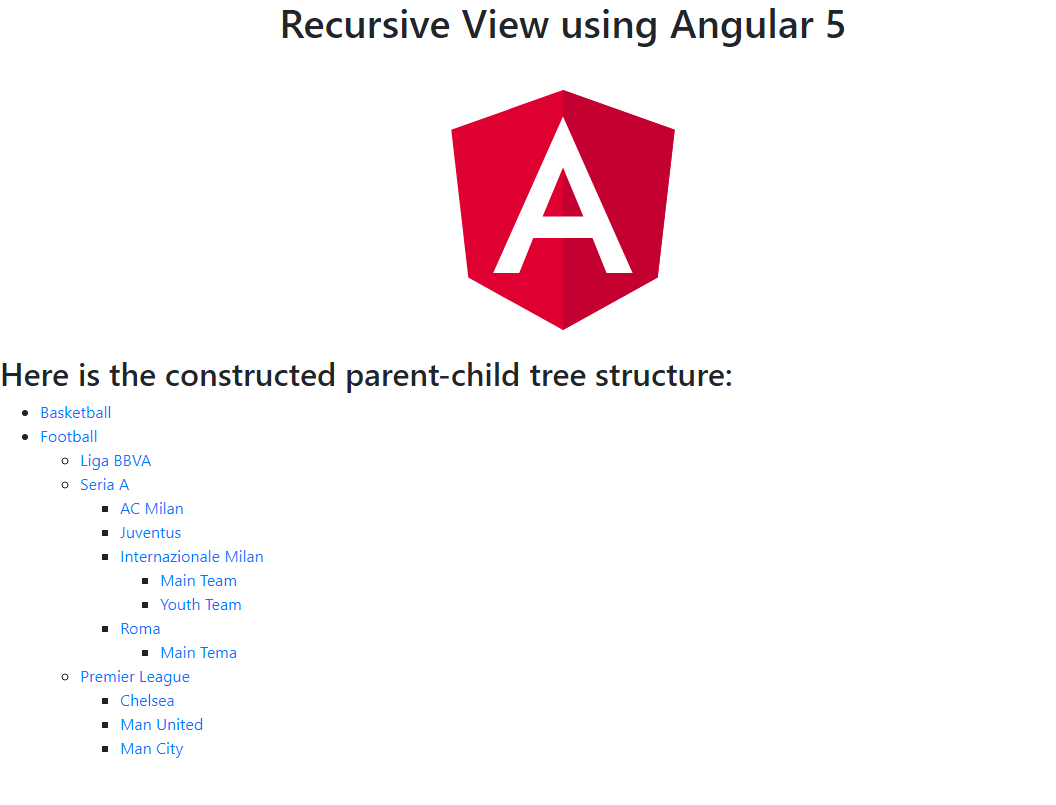 Recursive View using Angular 5
A
Here is the constructed parent-child tree structure:
Basketball
Football
Liga BBVA
Seria A
AC Milan
Juventus
Internazionale Milan
Main Team
Youth Team
Roma
Main Tema
Premier League
Chelsea
Man United
Man City